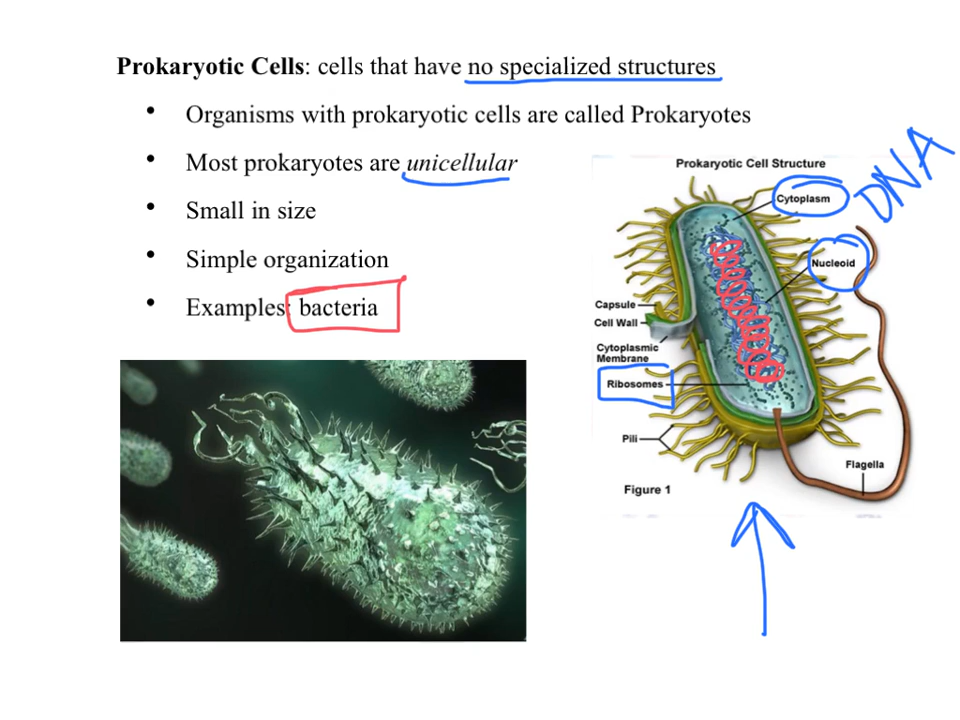 Prokaryotic Cells: cells that have no specialized structures
• Organisms with prokaryotic cells are called Prokaryotes
• Most prokaryotes are unicellular
• Small in size
• Simple organization
• Examples: bacteria
Prokaryotic Cell Structure
DNA
Cytoplasm
Nucleoid
Capsule
Cell Wall
Cytoplasmic
Membrane
Ribosomes
Pili
Flagella
Figure 1